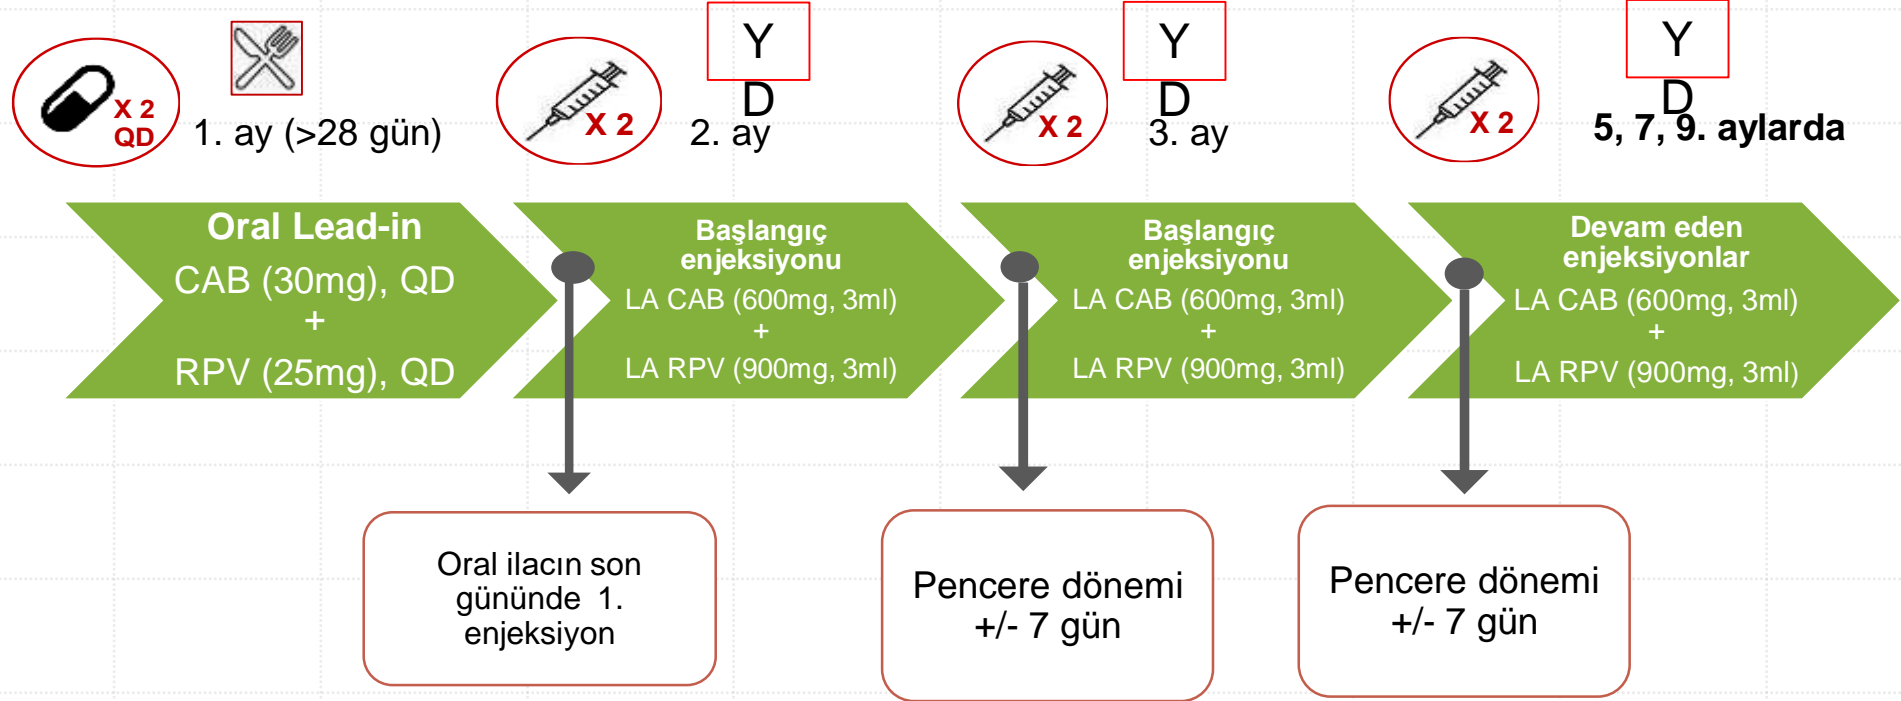 X 2
QD
1. ay (>28 gün)
X 2
Y
D
2. ay
X 2
Y
D
3. ay
X 2
Y
D
5, 7, 9. aylarda
Oral Lead-in
CAB (30mg), QD
+
RPV (25mg), QD
Başlangıç
enjeksiyonu
LA CAB (600mg, 3ml)
+
LA RPV (900mg, 3ml)
Başlangıç
enjeksiyonu
LA CAB (600mg, 3ml)
+
LA RPV (900mg, 3ml)
Devam eden
enjeksiyonlar
LA CAB (600mg, 3ml)
+
LA RPV (900mg, 3ml)
Oral ilacın son
gününde 1.
enjeksiyon
Pencere dönemi
+/- 7 gün
Pencere dönemi
+/- 7 gün